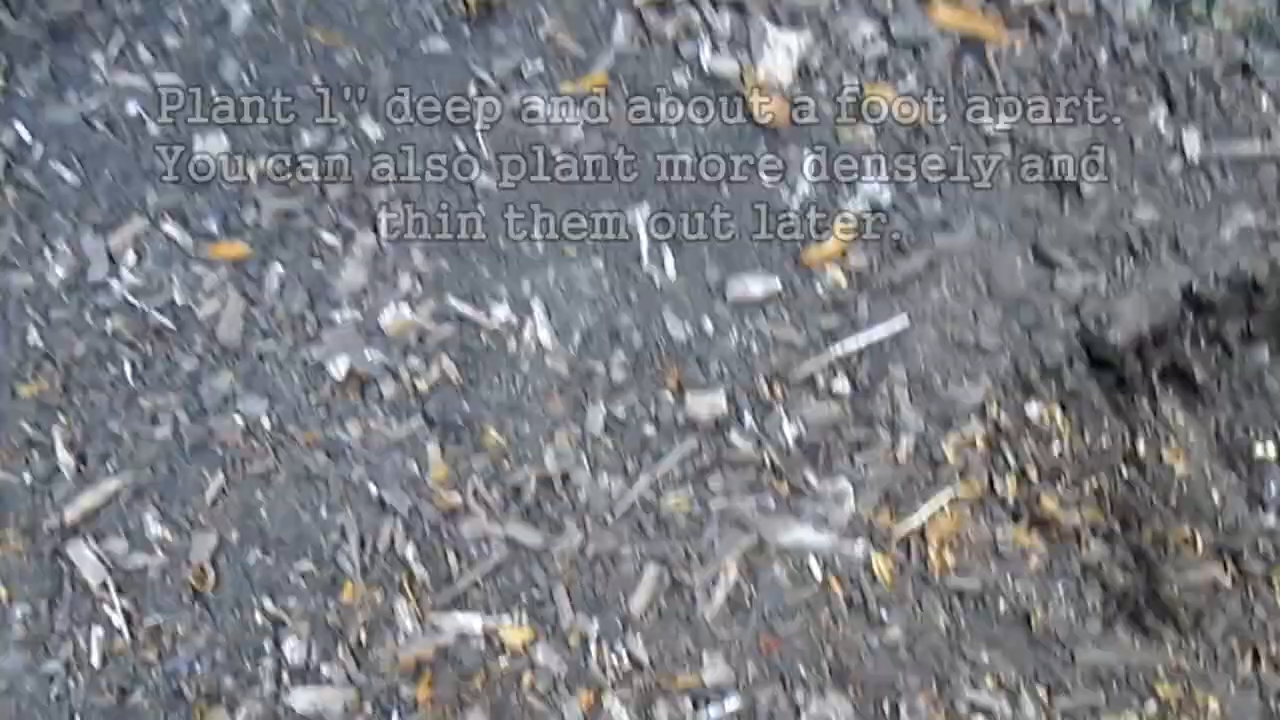 Plant 1" deep and about a foot apart.
You can also plant more densely and
thin them out later.